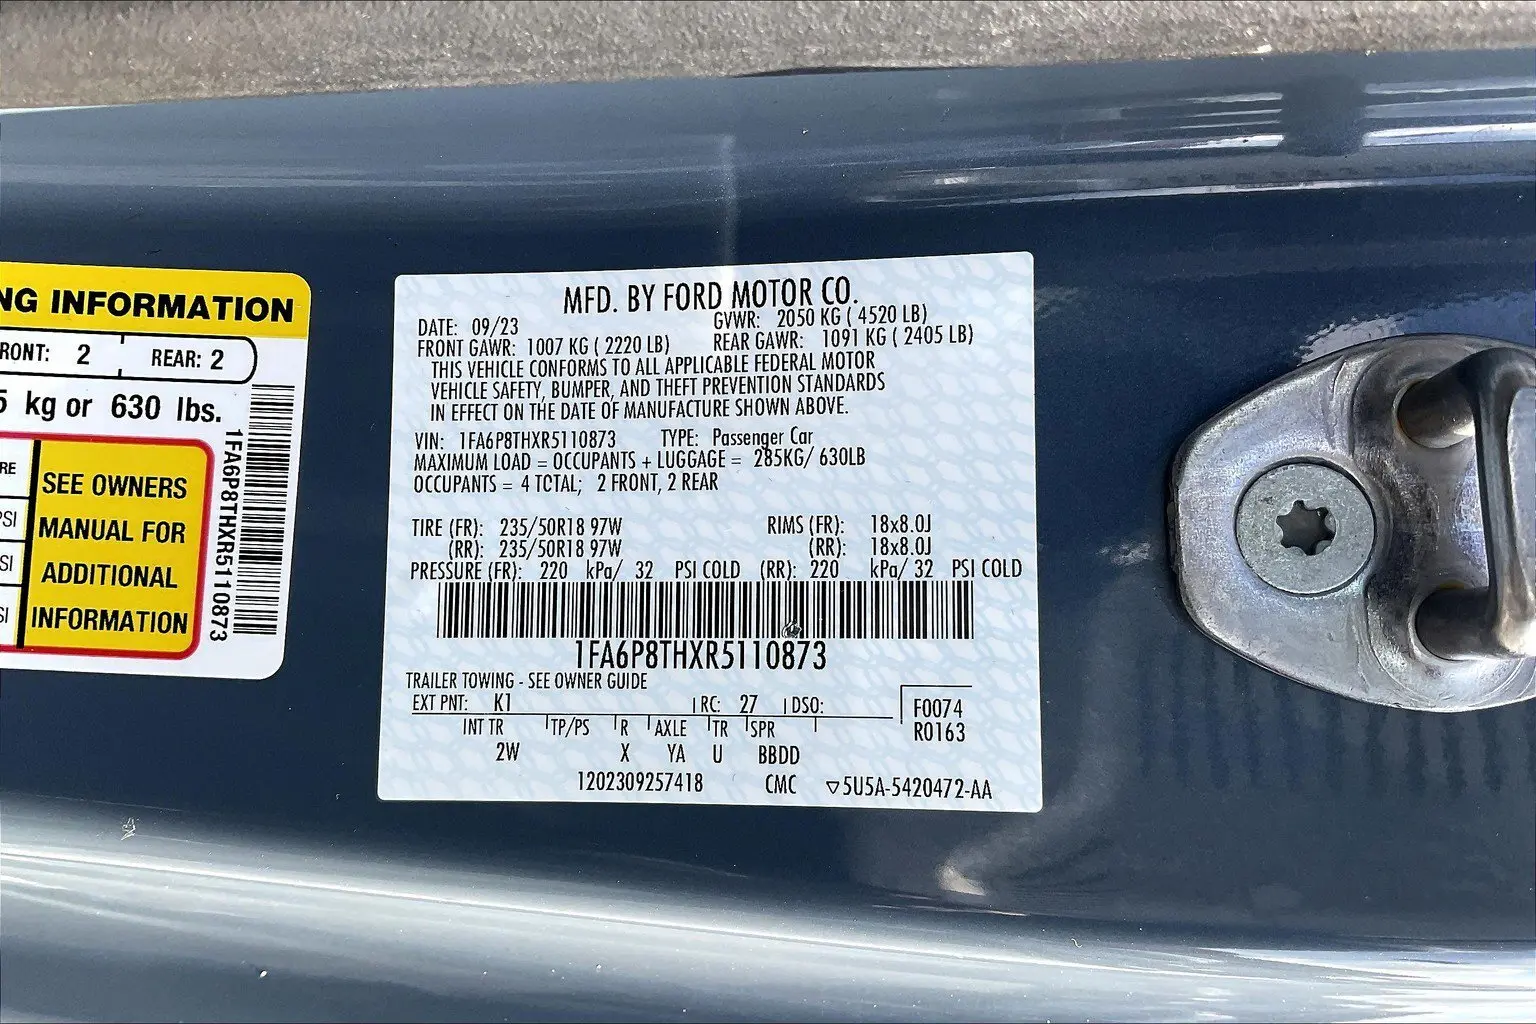 NG INFORMATION
RONT: 2 REAR: 2
5 kg or 630 lbs.
RE
PSI
SI
SI
SEE OWNERS
MANUAL FOR
ADDITIONAL
INFORMATION
1FA6P8THXR5110873
MFD. BY FORD MOTOR CO.
DATE: 09/23 GVWR: 2050 KG ( 4520 LB)
FRONT GAWR: 1007 KG ( 2220 LB) REAR GAWR: 1091 KG ( 2405 LB)
THIS VEHICLE CONFORMS TO ALL APPLICABLE FEDERAL MOTOR
VEHICLE SAFETY, BUMPER, AND THEFT PREVENTION STANDARDS
IN EFFECT ON THE DATE OF MANUFACTURE SHOWN ABOVE.
VIN: 1FA6P8THXR5110873 TYPE: Passenger Car
MAXIMUM LOAD = OCCUPANTS + LUGGAGE = 285KG/ 630LB
OCCUPANTS = 4 TOTAL; 2 FRONT, 2 REAR
TIRE (FR): 235/50R18 97W RIMS (FR): 18x8.0J
(RR): 235/50R18 97W (RR): 18x8.0J
PRESSURE (FR): 220 kPa/ 32 PSI COLD (RR): 220 kPa/ 32 PSI COLD
1FA6P8THXR5110873
TRAILER TOWING - SEE OWNER GUIDE
EXT PNT: K1 RC: 27 DSO:
F0074
R0163
INT TR TP/PS R AXLE TR SPR
2W X YA U BBDD
1202309257418 CMC ▽5U5A-5420472-AA